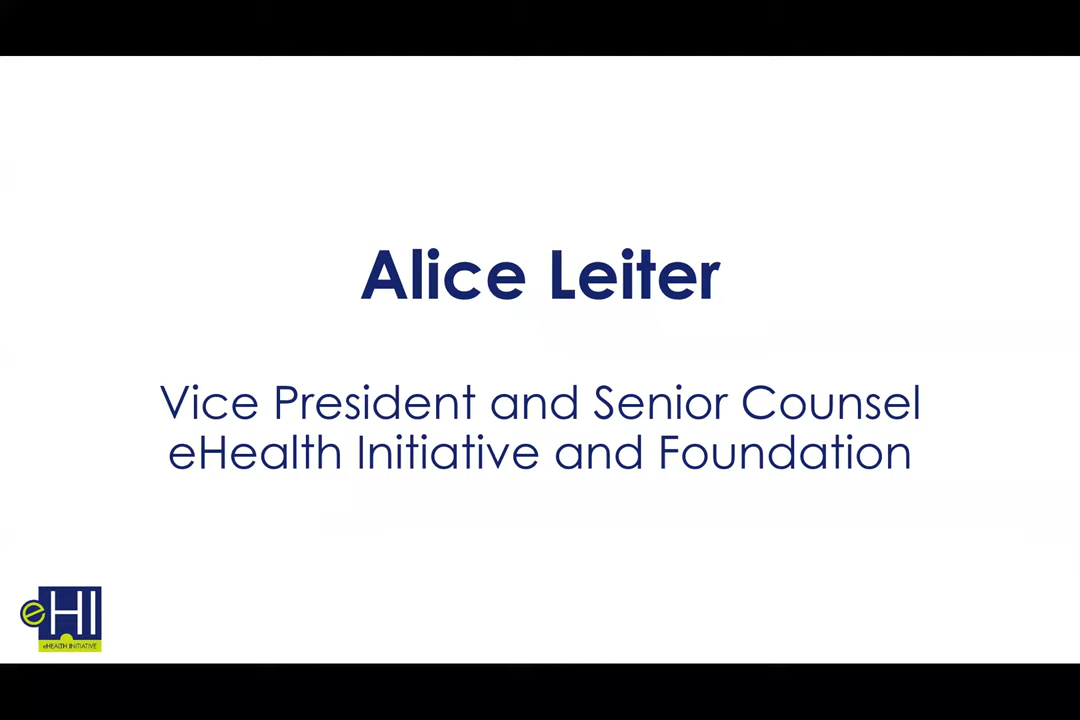 Alice Leiter
Vice President and Senior Counsel
eHealth Initiative and Foundation
eHI
eHEALTH INITIATIVE